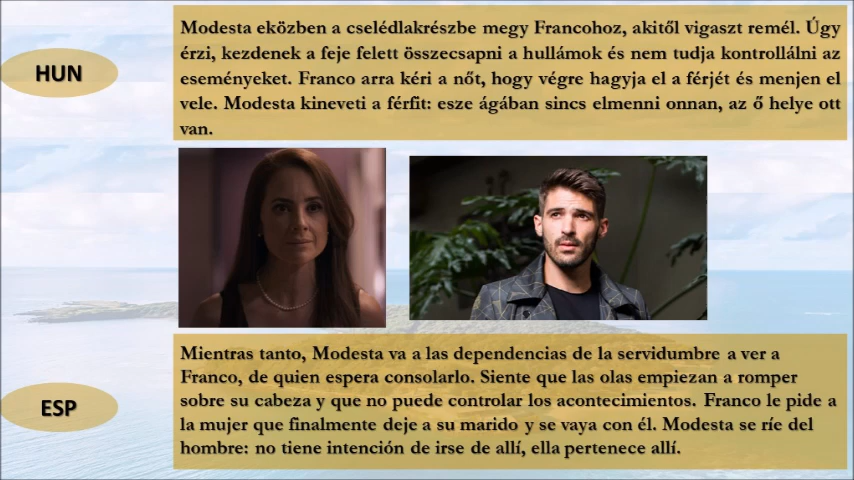 HUN
Modesta eközben a cselédlakrészbe megy Francohoz, akitől vigaszt remél. Úgy
érzi, kezdenek a feje felett összecsapni a hullámok és nem tudja kontrollálni az
eseményeket. Franco arra kéri a nőt, hogy végre hagyja el a férjét és menjen el
vele. Modesta kineveti a férfit: esze ágában sincs elmenni onnan, az ő helye ott
van.
ESP
Mientras tanto, Modesta va a las dependencias de la servidumbre a ver a
Franco, de quien espera consolarlo. Siente que las olas empiezan a romper
sobre su cabeza y que no puede controlar los acontecimientos. Franco le pide a
la mujer que finalmente deje a su marido y se vaya con él. Modesta se ríe del
hombre: no tiene intención de irse de allí, ella pertenece allí.